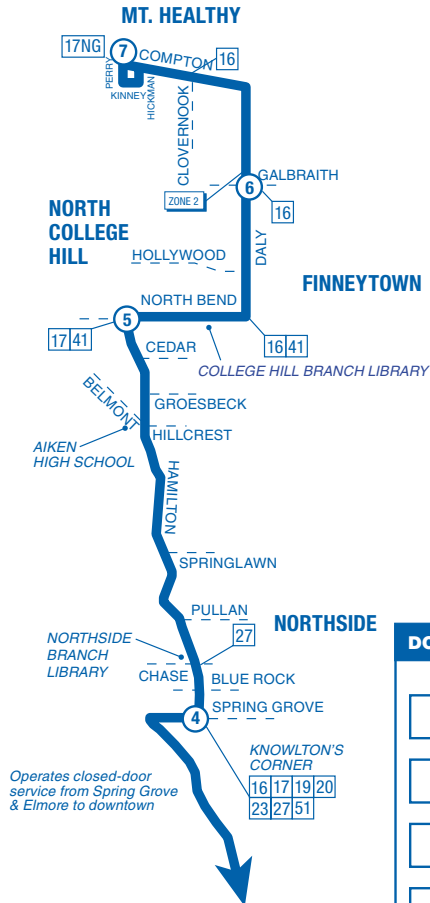 MT. HEALTHY
17NG
7
COMPTON
16
PERRY
KINNEY
HICKMAN
CLOVERNOOK
GALBRAITH
6
ZONE 2
16
NORTH
COLLEGE
HILL
DALY
HOLLYWOOD
FINNEYTOWN
NORTH BEND
5
17 41
16 41
CEDAR
COLLEGE HILL BRANCH LIBRARY
BELMONT
GROESBECK
HILLCREST
AIKEN
HIGH SCHOOL
HAMILTON
SPRINGLAWN
PULLAN
NORTHSIDE
27
NORTHSIDE
BRANCH
LIBRARY
DO
CHASE
BLUE ROCK
SPRING GROVE
4
KNOWLTON'S
CORNER
16 17 19 20
23 27 51
Operates closed-door
service from Spring Grove
& Elmore to downtown